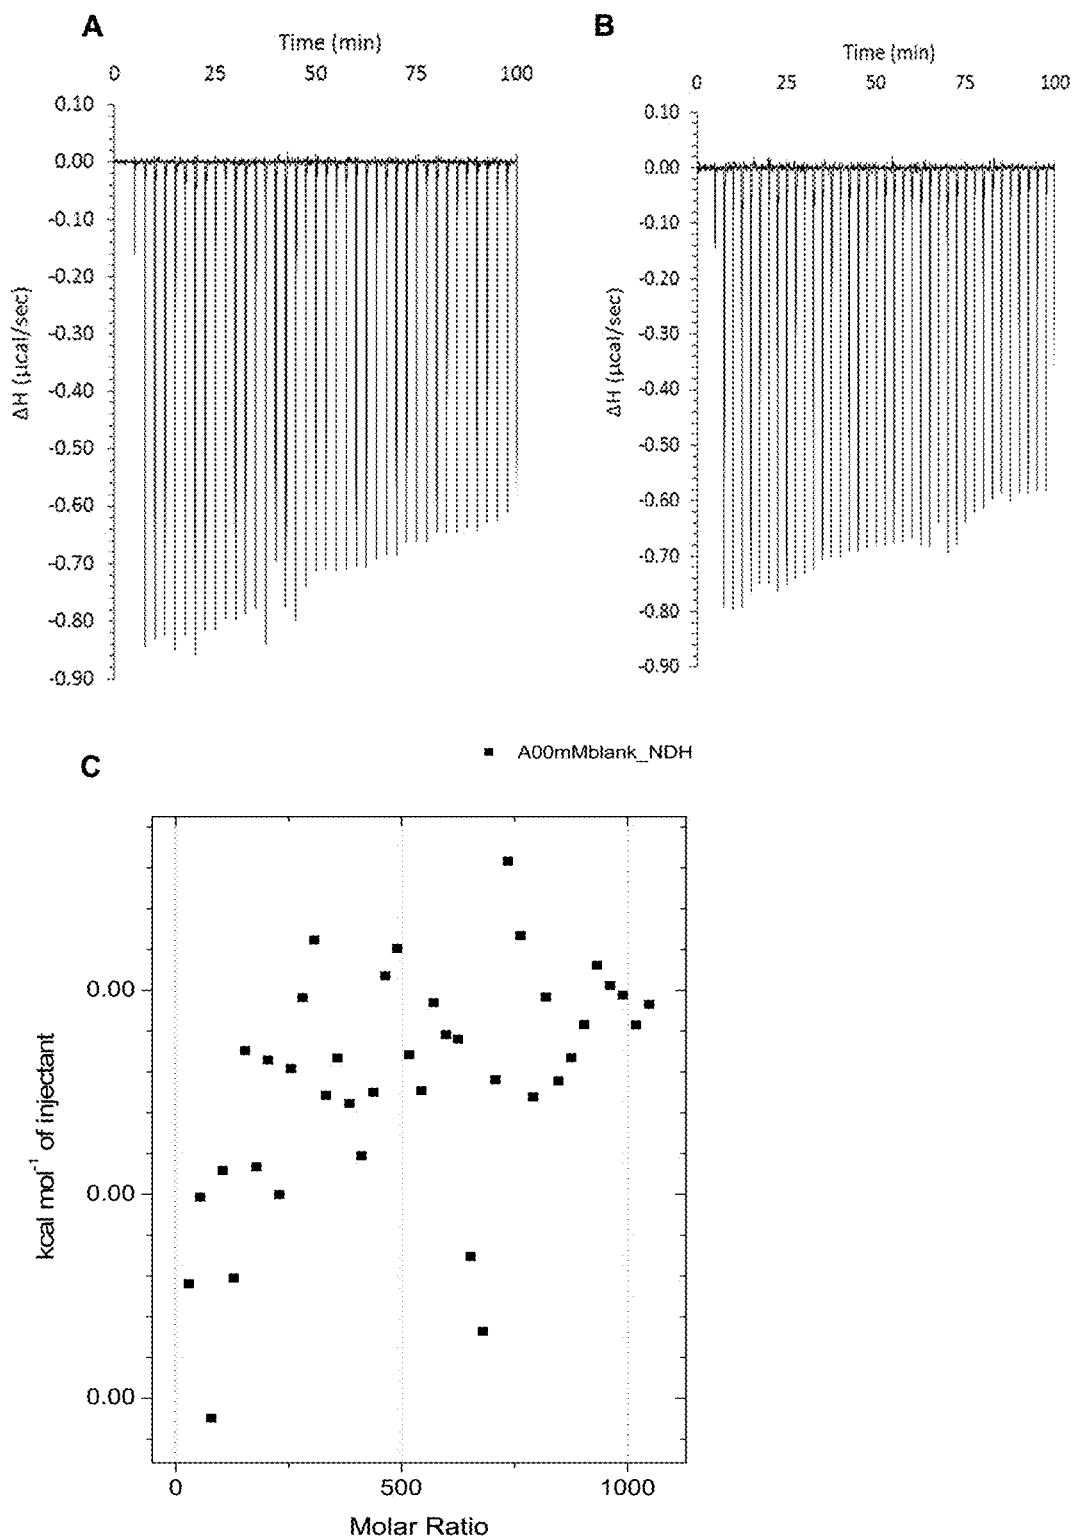 A
Time (min)
0 25 50 75 100
0.10
0.00
-0.10
-0.20
-0.30
-0.40
-0.50
-0.60
-0.70
-0.80
-0.90
ΔH (µcal/sec)
B
Time (min)
0 25 50 75 100
0.10
0.00
-0.10
-0.20
-0.30
-0.40
-0.50
-0.60
-0.70
-0.80
-0.90
ΔH (µcal/sec)
C
A00mMblank_NDH
0.00
0.00
0.00
kcal mol⁻¹ of injectant
0 500 1000
Molar Ratio